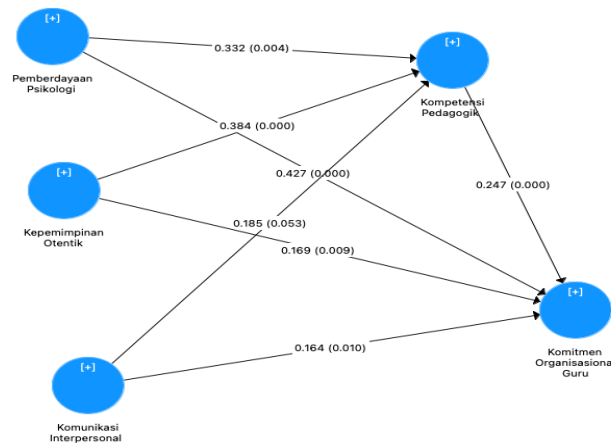 [+]
Pemberdayaan
Psikologi
0.332 (0.004)
[+]
Kompetensi
Pedagogik
0.384 (0.000)
[+]
Kepemimpinan
Otentik
0.427 (0.000)
0.247 (0.000)
0.185 (0.053)
0.169 (0.009)
[+]
Komitmen
Organisasional
Guru
0.164 (0.010)
[+]
Komunikasi
Interpersonal